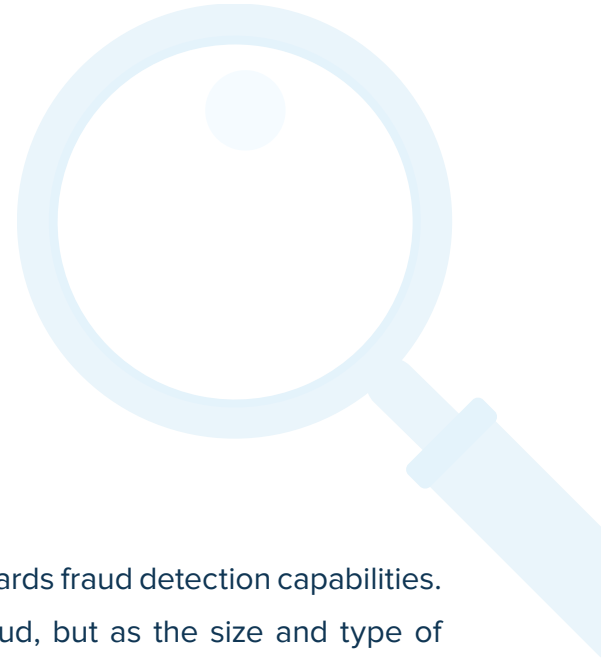 ards fraud detection capabilities.
ud, but as the size and type of